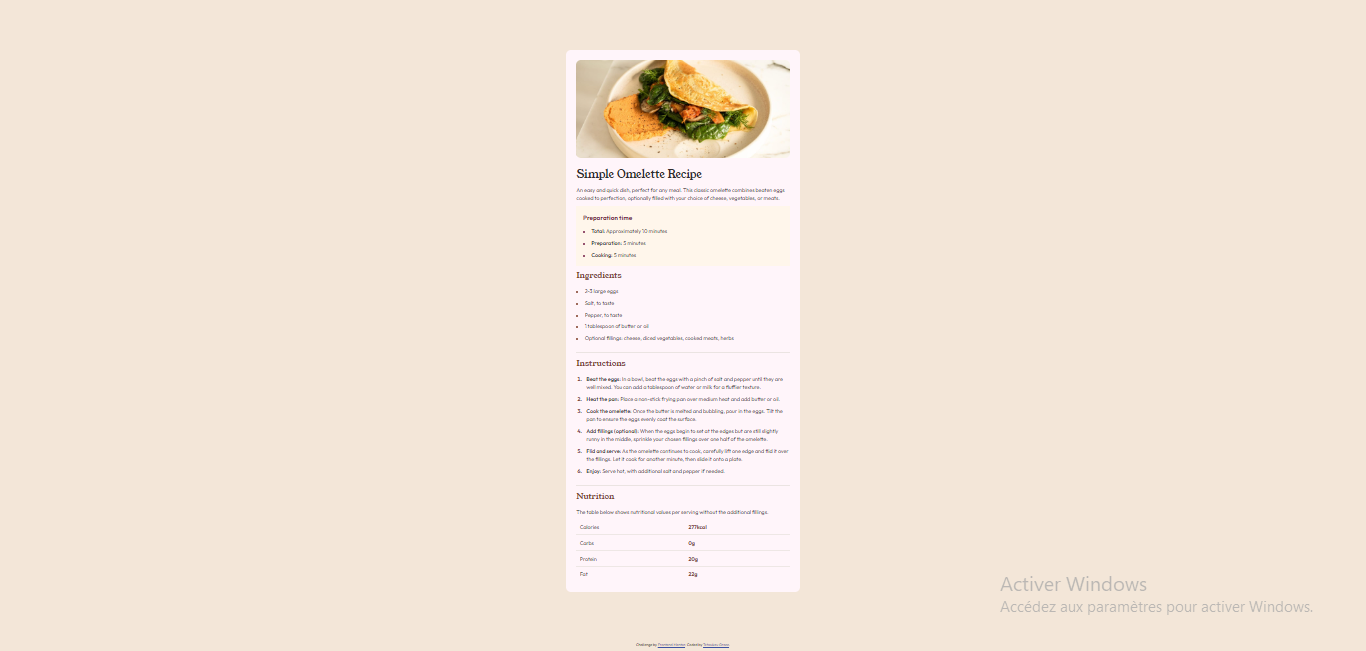 Simple Omelette Recipe
An easy and quick dish, perfect for any meal. This classic omelette combines beaten eggs
cooked to perfection, optionally filled with your choice of cheese, vegetables, or meats.
Preparation time
Total: Approximately 10 minutes
Preparation: 5 minutes
Cooking: 5 minutes
Ingredients
2-3 large eggs
Salt, to taste
Pepper, to taste
1 tablespoon of butter or oil
Optional fillings: cheese, diced vegetables, cooked meats, herbs
Instructions
1. Beat the eggs: In a bowl, beat the eggs with a pinch of salt and pepper until they are
well mixed. You can add a tablespoon of water or milk for a fluffier texture.
2. Heat the pan: Place a non-stick frying pan over medium heat and add butter or oil.
3. Cook the omelette: Once the butter is melted and bubbling, pour in the eggs. Tilt the
pan to ensure the eggs evenly coat the surface.
4. Add fillings (optional): When the eggs begin to set at the edges but are still slightly
runny in the middle, sprinkle your chosen fillings over one half of the omelette.
5. Flid and serve: As the omelette continues to cook, carefully lift one edge and flid it over
the fillings. Let it cook for another minute, then slide it onto a plate.
6. Enjoy: Serve hot, with additional salt and pepper if needed.
Nutrition
The table below shows nutritional values per serving without the additional fillings.
Calories 277kcal
Carbs 0g
Protein 20g
Fat 22g
Activer Windows
Accédez aux paramètres pour activer Windows.
Challenge by Frontend Mentor. Coded by